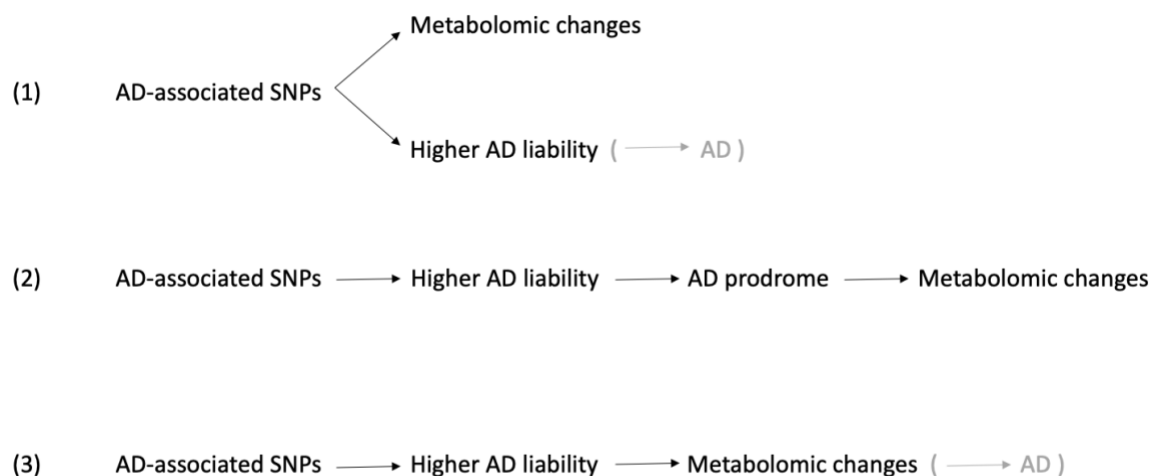 Metabolomic changes
(1) AD-associated SNPs
Higher AD liability ( AD )
(2) AD-associated SNPs Higher AD liability AD prodrome Metabolomic changes
(3) AD-associated SNPs Higher AD liability Metabolomic changes ( AD )